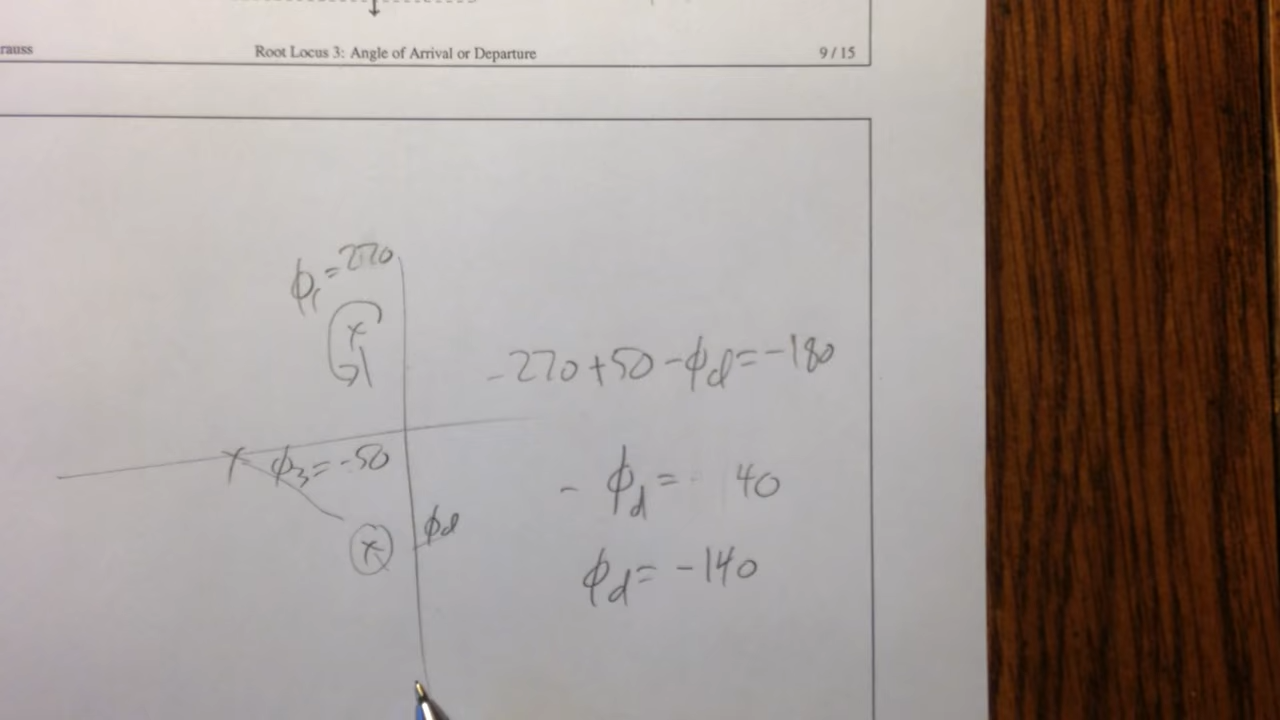 rauss
Root Locus 3: Angle of Arrival or Departure
9 / 15
ϕ₁ = 270
x
-270 + 50 - ϕd = -180
x ϕ₃ = -50
- ϕd = 40
ϕd
x
ϕd = -140